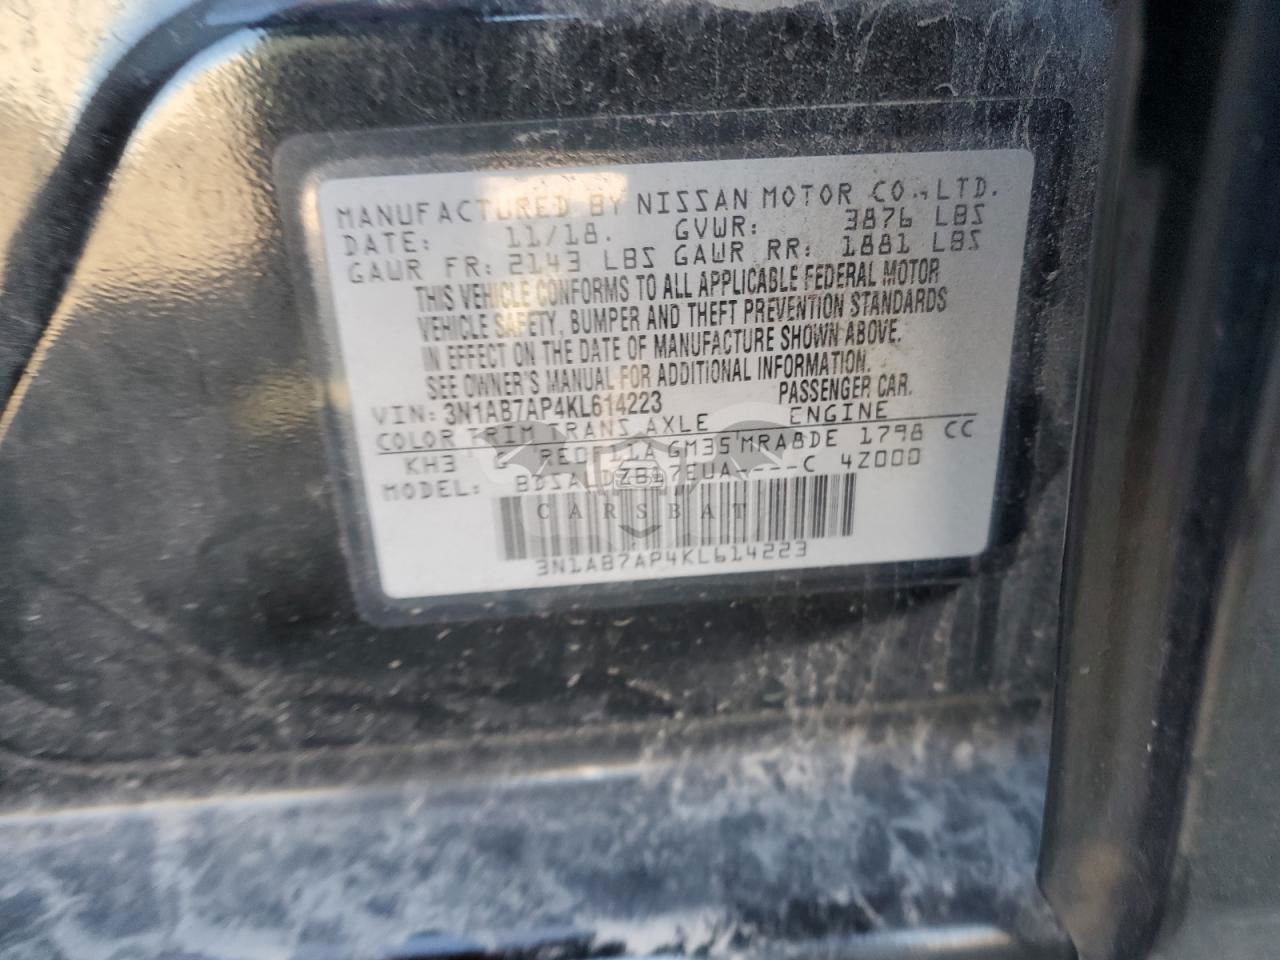 MANUFACTURED BY NISSAN MOTOR CO., LTD.
DATE: 11/18. GVWR: 3876 LBS
GAWR FR: 2143 LBS GAWR RR: 1881 LBS
THIS VEHICLE CONFORMS TO ALL APPLICABLE FEDERAL MOTOR
VEHICLE SAFETY, BUMPER AND THEFT PREVENTION STANDARDS
IN EFFECT ON THE DATE OF MANUFACTURE SHOWN ABOVE.
SEE OWNER'S MANUAL FOR ADDITIONAL INFORMATION.
VIN: 3N1AB7AP4KL614223 PASSENGER CAR.
COLOR TRIM TRANS AXLE ENGINE
KH3 G GM35 MRA8DE 1798 CC
MODEL: 4Z000
CARSBAT
3N1AB7AP4KL614223